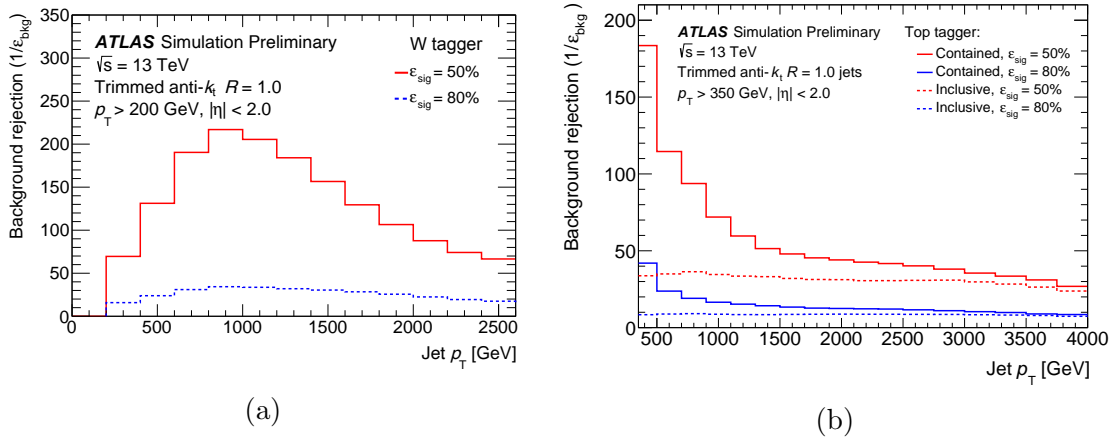 Background rejection (1/ε_bkg)
350
300
250
200
150
100
50
0
ATLAS Simulation Preliminary
√s = 13 TeV
Trimmed anti-k_t R = 1.0
p_T > 200 GeV, |η| < 2.0
W tagger
ε_sig = 50%
ε_sig = 80%
0 500 1000 1500 2000 2500
Jet p_T [GeV]
(a)
Background rejection (1/ε_bkg)
200
150
100
50
0
ATLAS Simulation Preliminary
√s = 13 TeV
Trimmed anti-k_t R = 1.0 jets
p_T > 350 GeV, |η| < 2.0
Top tagger:
Contained, ε_sig = 50%
Contained, ε_sig = 80%
Inclusive, ε_sig = 50%
Inclusive, ε_sig = 80%
500 1000 1500 2000 2500 3000 3500 4000
Jet p_T [GeV]
(b)